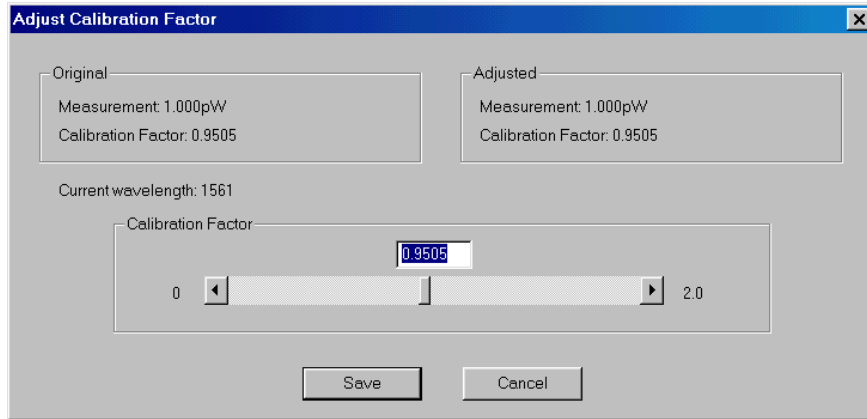 Adjust Calibration Factor
Original
Measurement: 1.000pW
Calibration Factor: 0.9505
Adjusted
Measurement: 1.000pW
Calibration Factor: 0.9505
Current wavelength: 1561
Calibration Factor
0.9505
0
2.0
Save
Cancel